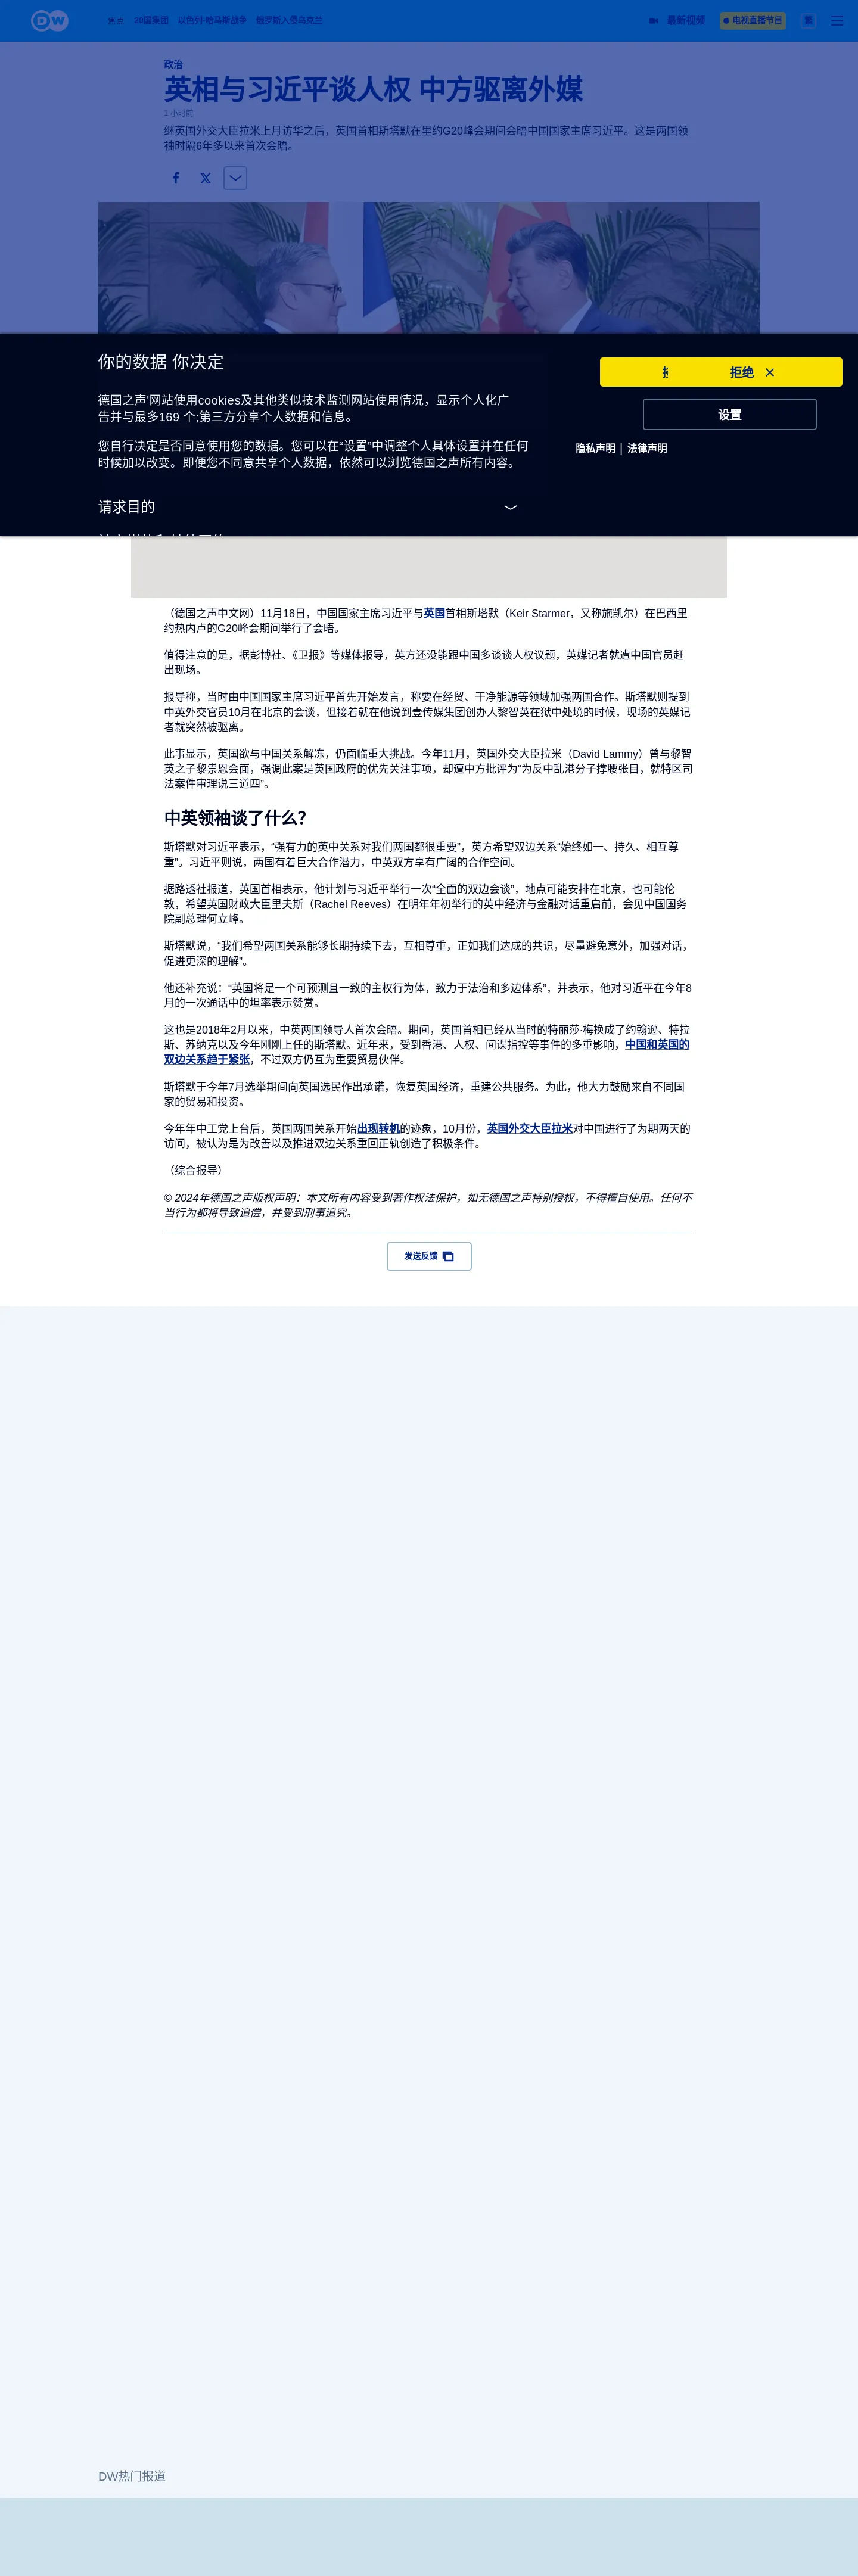 DW
焦点 20国集团 以色列-哈马斯战争 俄罗斯入侵乌克兰 最新视频 电视直播节目 繁
政治
英相与习近平谈人权 中方驱离外媒
1 小时前
继英国外交大臣拉米上月访华之后，英国首相斯塔默在里约G20峰会期间会晤中国国家主席习近平。这是两国领
袖时隔6年多以来首次会晤。
你的数据 你决定
拒绝
德国之声'网站使用cookies及其他类似技术监测网站使用情况，显示个人化广
告并与最多169 个;第三方分享个人数据和信息。
设置
您自行决定是否同意使用您的数据。您可以在“设置”中调整个人具体设置并在任何
时候加以改变。即便您不同意共享个人数据，依然可以浏览德国之声所有内容。
隐私声明 | 法律声明
请求目的
（德国之声中文网）11月18日，中国国家主席习近平与英国首相斯塔默（Keir Starmer，又称施凯尔）在巴西里
约热内卢的G20峰会期间举行了会晤。
值得注意的是，据彭博社、《卫报》等媒体报导，英方还没能跟中国多谈谈人权议题，英媒记者就遭中国官员赶
出现场。
报导称，当时由中国国家主席习近平首先开始发言，称要在经贸、干净能源等领域加强两国合作。斯塔默则提到
中英外交官员10月在北京的会谈，但接着就在他说到壹传媒集团创办人黎智英在狱中处境的时候，现场的英媒记
者就突然被驱离。
此事显示，英国欲与中国关系解冻，仍面临重大挑战。今年11月，英国外交大臣拉米（David Lammy）曾与黎智
英之子黎崇恩会面，强调此案是英国政府的优先关注事项，却遭中方批评为“为反中乱港分子撑腰张目，就特区司
法案件审理说三道四”。
中英领袖谈了什么？
斯塔默对习近平表示，“强有力的英中关系对我们两国都很重要”，英方希望双边关系“始终如一、持久、相互尊
重”。习近平则说，两国有着巨大合作潜力，中英双方享有广阔的合作空间。
据路透社报道，英国首相表示，他计划与习近平举行一次“全面的双边会谈”，地点可能安排在北京，也可能伦
敦，希望英国财政大臣里夫斯（Rachel Reeves）在明年年初举行的英中经济与金融对话重启前，会见中国国务
院副总理何立峰。
斯塔默说，“我们希望两国关系能够长期持续下去，互相尊重，正如我们达成的共识，尽量避免意外，加强对话，
促进更深的理解”。
他还补充说：“英国将是一个可预测且一致的主权行为体，致力于法治和多边体系”，并表示，他对习近平在今年8
月的一次通话中的坦率表示赞赏。
这也是2018年2月以来，中英两国领导人首次会晤。期间，英国首相已经从当时的特丽莎·梅换成了约翰逊、特拉
斯、苏纳克以及今年刚刚上任的斯塔默。近年来，受到香港、人权、间谍指控等事件的多重影响，中国和英国的
双边关系趋于紧张，不过双方仍互为重要贸易伙伴。
斯塔默于今年7月选举期间向英国选民作出承诺，恢复英国经济，重建公共服务。为此，他大力鼓励来自不同国
家的贸易和投资。
今年年中工党上台后，英国两国关系开始出现转机的迹象，10月份，英国外交大臣拉米对中国进行了为期两天的
访问，被认为是为改善以及推进双边关系重回正轨创造了积极条件。
（综合报导）
© 2024年德国之声版权声明：本文所有内容受到著作权法保护，如无德国之声特别授权，不得擅自使用。任何不
当行为都将导致追偿，并受到刑事追究。
发送反馈
DW热门报道